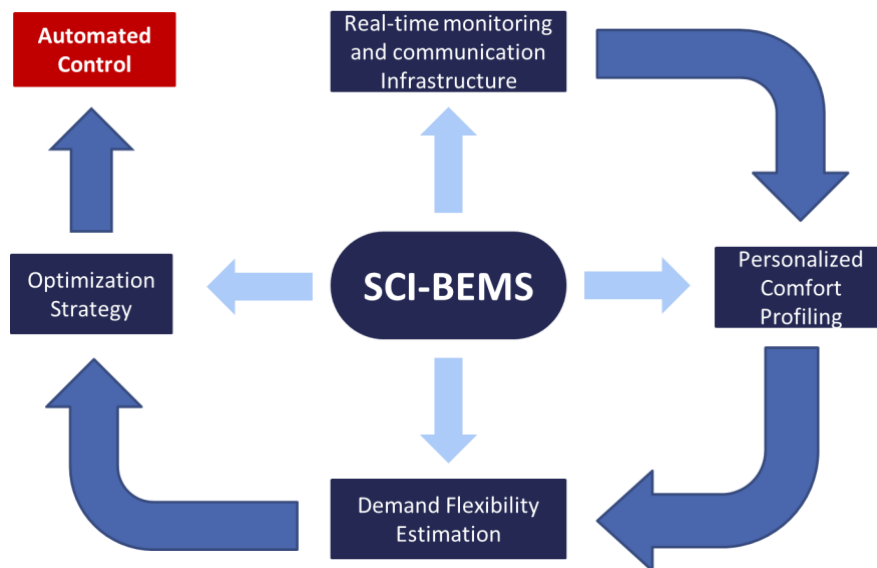 Automated
Control
Real-time monitoring
and communication
Infrastructure
Optimization
Strategy
SCI-BEMS
Personalized
Comfort
Profiling
Demand Flexibility
Estimation